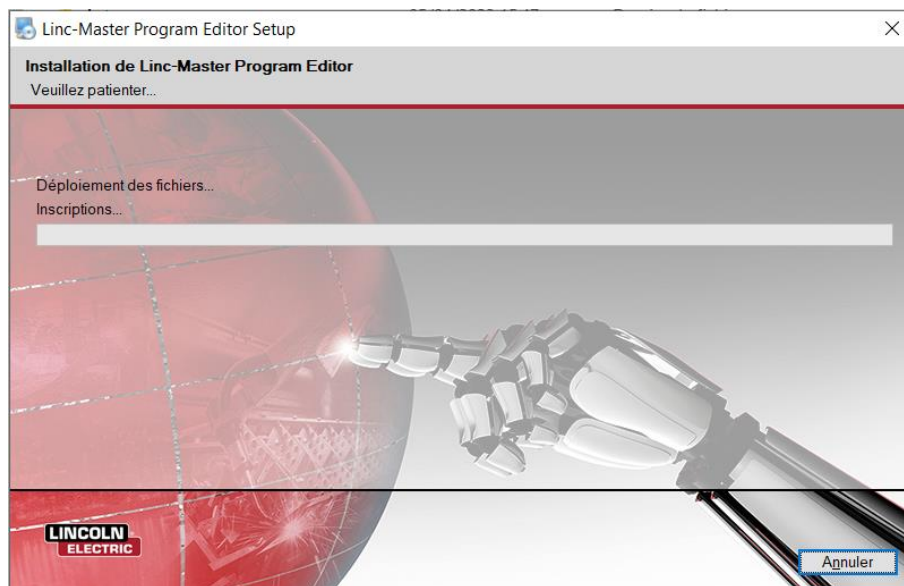 Linc-Master Program Editor Setup
Installation de Linc-Master Program Editor
Veuillez patienter...
Déploiement des fichiers...
Inscriptions...
LINCOLN
ELECTRIC
Annuler